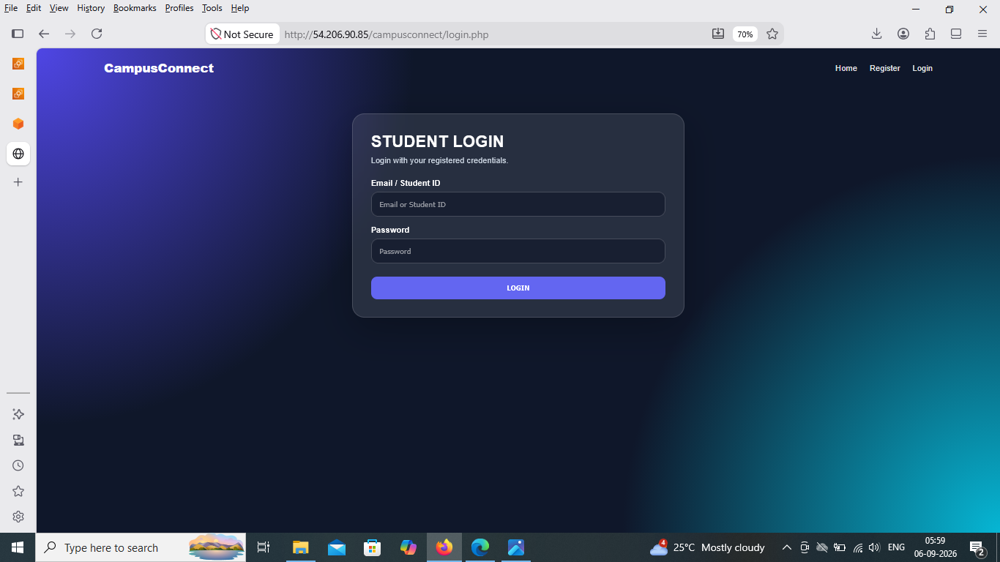 File Edit View History Bookmarks Profiles Tools Help
Not Secure http://54.206.90.85/campusconnect/login.php 70%
CampusConnect
Home Register Login
STUDENT LOGIN
Login with your registered credentials.
Email / Student ID
Email or Student ID
Password
Password
LOGIN
Type here to search
4
25°C Mostly cloudy
ENG
05:59
06-09-2026
2